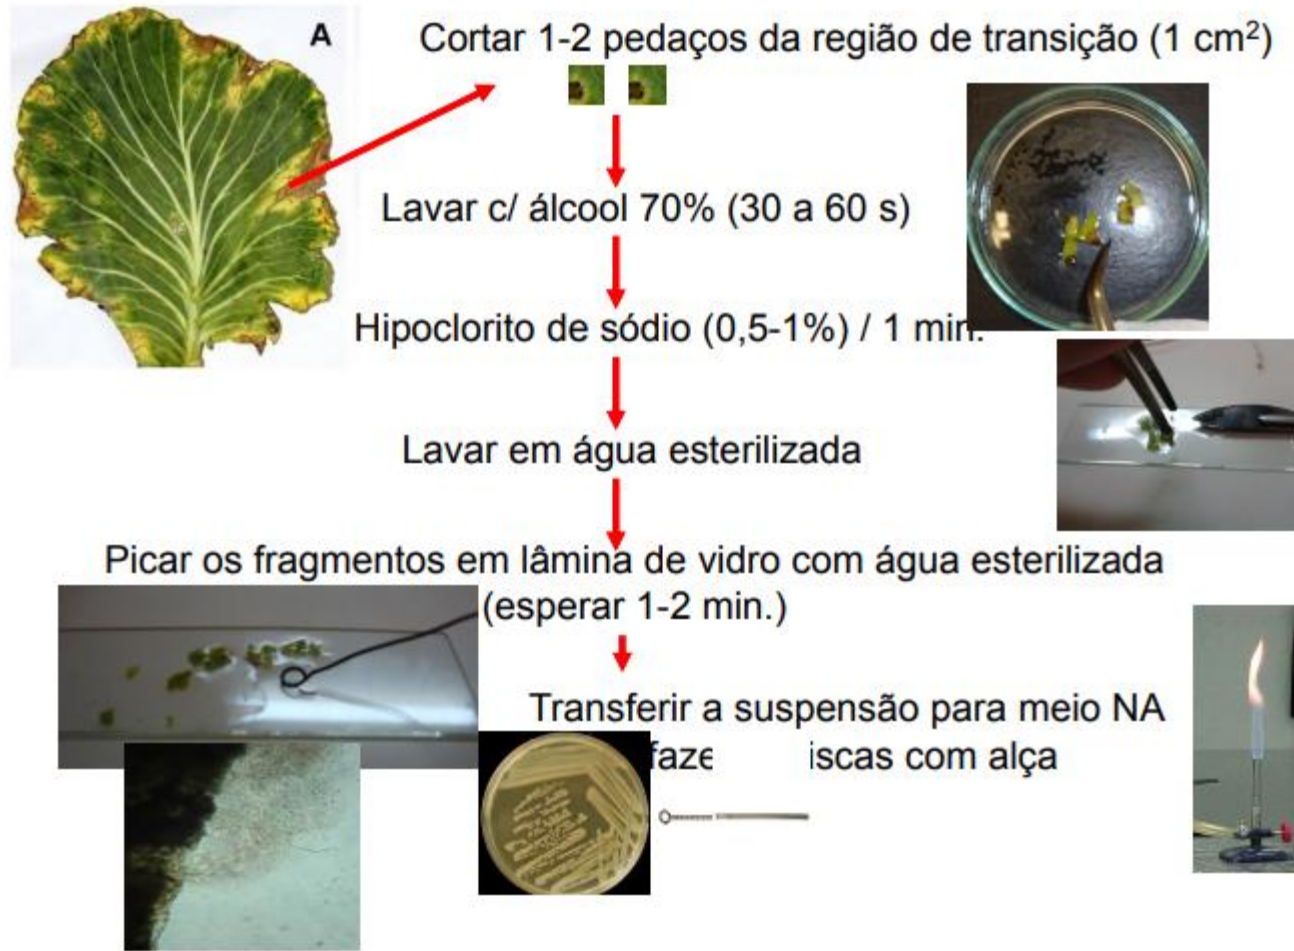 A
Cortar 1-2 pedaços da região de transição (1 cm²)
Lavar c/ álcool 70% (30 a 60 s)
Hipoclorito de sódio (0,5-1%) / 1 min.
Lavar em água esterilizada
Picar os fragmentos em lâmina de vidro com água esterilizada
(esperar 1-2 min.)
Transferir a suspensão para meio NA
com alça